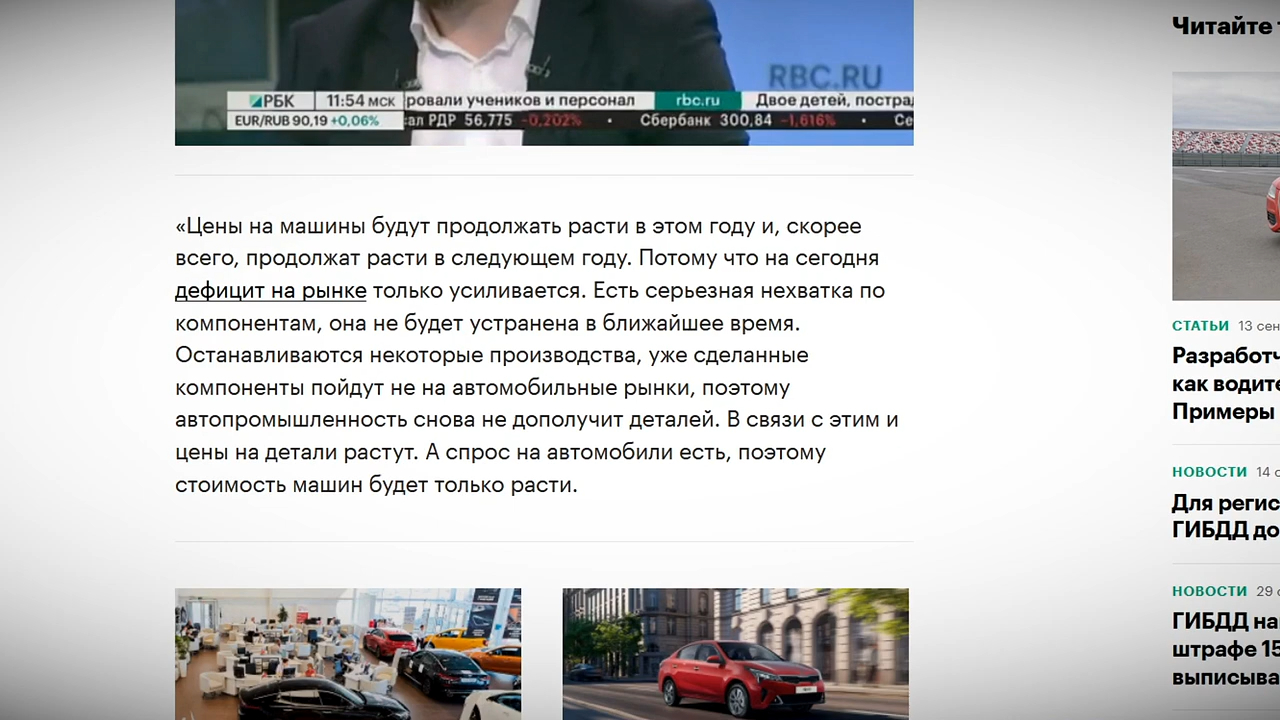 RBC.RU
РБК 11:54 МСК ровали учеников и персонал rbc.ru Двое детей, постра
EUR/RUB 90,19 +0,06% ал РДР 56,775 -0,202% • Сбербанк 300,84 -1,616% • Се
«Цены на машины будут продолжать расти в этом году и, скорее
всего, продолжат расти в следующем году. Потому что на сегодня
дефицит на рынке только усиливается. Есть серьезная нехватка по
компонентам, она не будет устранена в ближайшее время.
Останавливаются некоторые производства, уже сделанные
компоненты пойдут не на автомобильные рынки, поэтому
автопромышленность снова не дополучит деталей. В связи с этим и
цены на детали растут. А спрос на автомобили есть, поэтому
стоимость машин будет только расти.
Читайте
СТАТЬИ 13 сен
Разработч
как водите
Примеры
НОВОСТИ 14 с
Для регис
ГИБДД до
НОВОСТИ 29 с
ГИБДД на
штрафе 15
выписыва